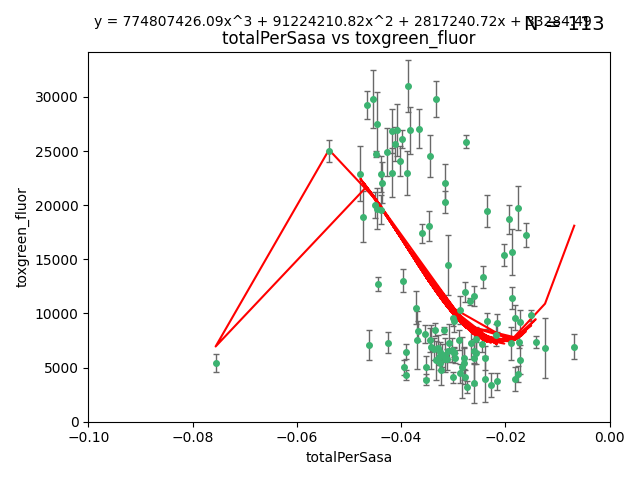 y = 774807426.09x^3 + 91224210.82x^2 + 2817240.72x +
N = 113
totalPerSasa vs toxgreen_fluor
30000
25000
20000
15000
10000
5000
0
toxgreen_fluor
−0.10 −0.08 −0.06 −0.04 −0.02 0.00
totalPerSasa